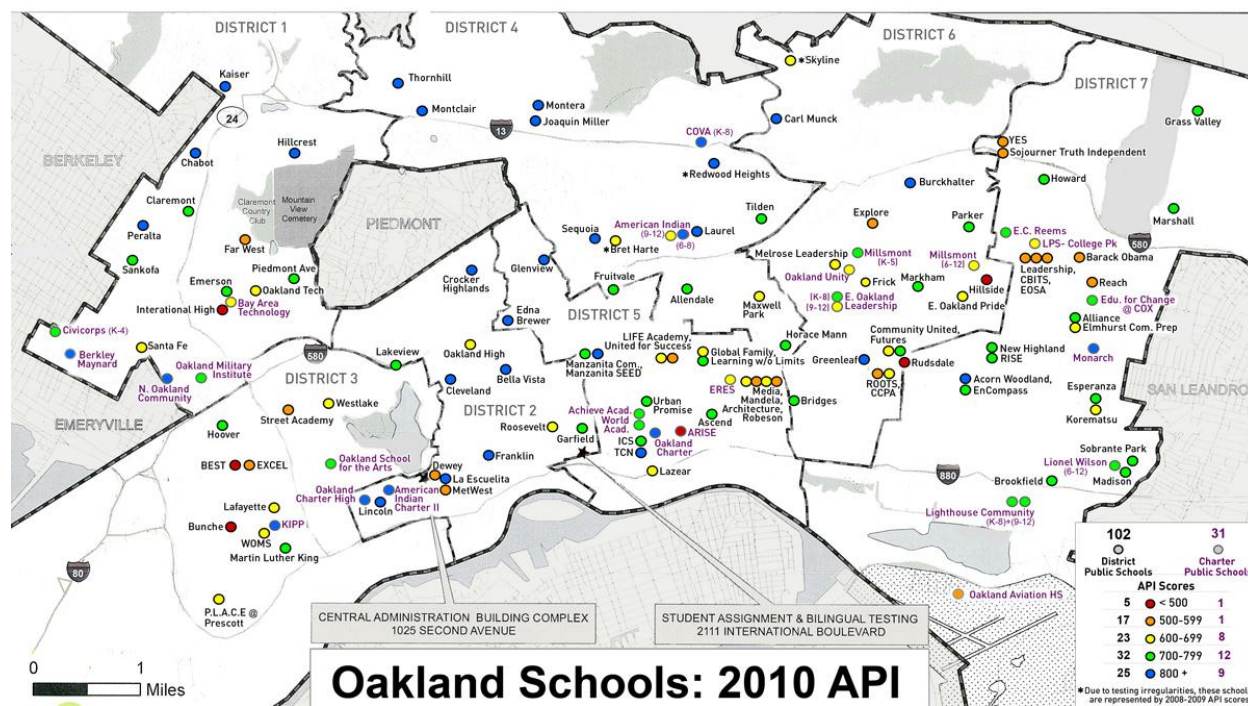 DISTRICT 1
DISTRICT 4
DISTRICT 6
DISTRICT 7
*Skyline
Kaiser
Thornhill
Montclair
Montera
Joaquin Miller
24
13
Carl Munck
Grass Valley
COVA (K-8)
YES
Sojourner Truth Independent
BERKELEY
Chabot
Hillcrest
*Redwood Heights
Burckhalter
Howard
Claremont
Claremont
Country
Club
Mountain
View
Cemetery
PIEDMONT
Peralta
Far West
Sankofa
Sequoia
*Bret Harte
American Indian
(9-12)
(6-8)
Laurel
Tilden
Explore
Parker
E.C. Reems
LPS- College Pk
Marshall
580
Piedmont Ave
Emerson
Oakland Tech
Interational High
Bay Area
Technology
Crocker
Highlands
Glenview
Fruitvale
Allendale
Melrose Leadership
Millsmont
(K-5)
Oakland Unity
Frick
Markham
Millsmont
(6-12)
Hillside
E. Oakland Pride
Leadership,
CBITS,
EOSA
Barack Obama
Reach
Edu. for Change
@ COX
(K-8)
(9-12)
E. Oakland
Leadership
Maxwell
Park
Edna
Brewer
DISTRICT 5
Alliance
Elmhurst Com. Prep
Civicorps (K-4)
Berkley
Maynard
Santa Fe
580
Lakeview
Oakland High
LIFE Academy,
United for Success
Global Family,
Learning w/o Limits
Horace Mann
Community United,
Futures
Greenleaf
Rudsdale
New Highland
RISE
Monarch
N. Oakland
Community
Oakland Military
Institute
DISTRICT 3
Cleveland
Bella Vista
Manzanita Com.,
Manzanita SEED
ERES
Media,
Mandela,
Architecture,
Robeson
Bridges
ROOTS,
CCPA
Acorn Woodland,
EnCompass
Esperanza
Korematsu
SAN LEANDRO
EMERYVILLE
Street Academy
Westlake
DISTRICT 2
Roosevelt
Garfield
Urban
Promise
Achieve Acad.
World
Acad.
ICS
TCN
Oakland
Charter
ARISE
Ascend
Hoover
BEST
EXCEL
Oakland School
for the Arts
Franklin
Lazear
Sobrante Park
Lionel Wilson
(6-12)
Madison
Brookfield
880
Dewey
La Escuelita
MetWest
Oakland
Charter High
Lincoln
American
Indian
Charter II
Lafayette
Bunche
KIPP
WOMS
Martin Luther King
Lighthouse Community
(K-8)+(9-12)
80
P.L.A.C.E @
Prescott
Oakland Aviation HS
CENTRAL ADMINISTRATION BUILDING COMPLEX
1025 SECOND AVENUE
STUDENT ASSIGNMENT & BILINGUAL TESTING
2111 INTERNATIONAL BOULEVARD
0 1
Miles
Oakland Schools: 2010 API
102 31
District
Public Schools
Charter
Public Schools
API Scores
5 < 500 1
17 500-599 1
23 600-699 8
32 700-799 12
25 800 + 9
*Due to testing irregularities, these schools
are represented by 2008-2009 API scores